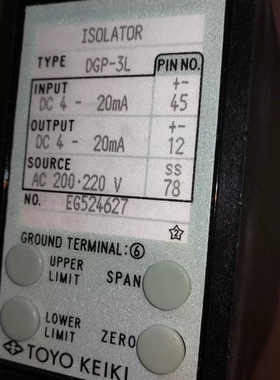 ISOLATOR
TYPE DGP-3L PIN NO.
INPUT + -
DC 4 - 20mA 45
OUTPUT + -
DC 4 - 20mA 12
SOURCE SS
AC 200・220 V 78
NO. EG524627
2
GROUND TERMINAL:⑥
UPPER LIMIT SPAN
LOWER LIMIT ZERO
TOYO KEIKI